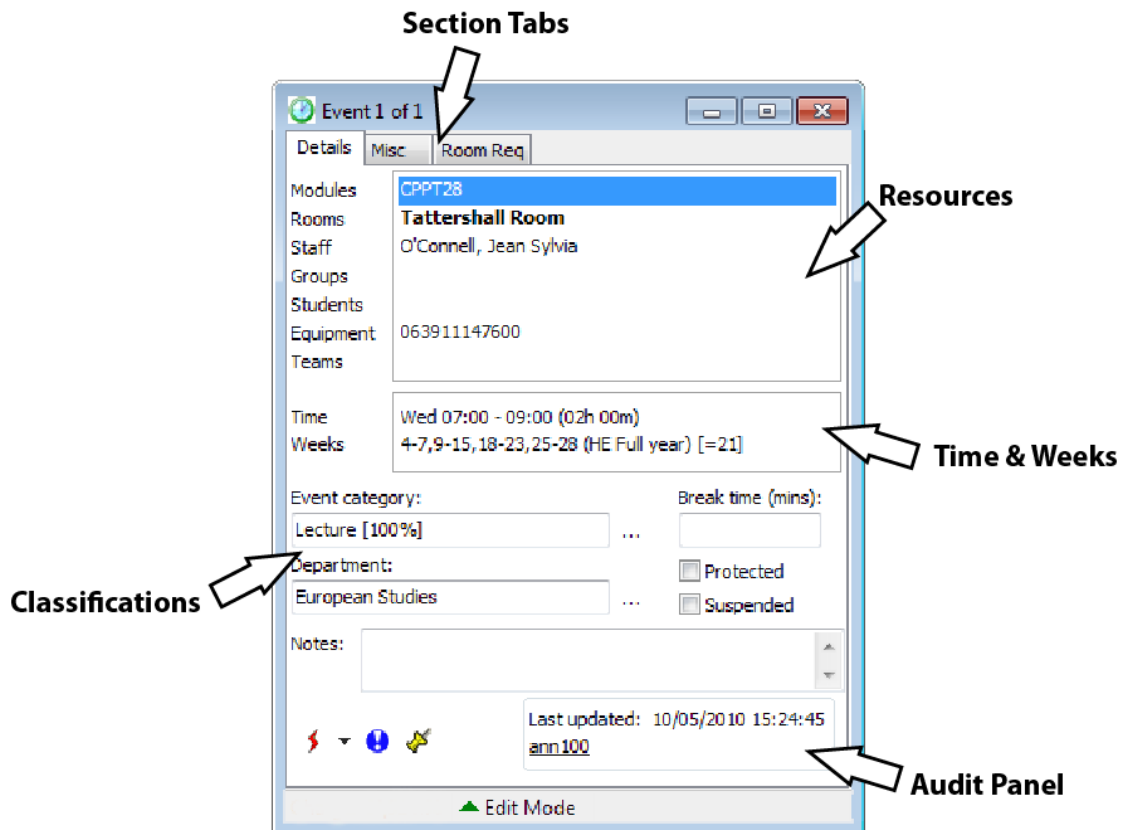 Section Tabs
Event 1 of 1
Details Misc Room Req
Resources
Modules CPPT28
Rooms Tattershall Room
Staff O'Connell, Jean Sylvia
Groups
Students
Equipment 063911147600
Teams
Time Wed 07:00 - 09:00 (02h 00m)
Weeks 4-7,9-15,18-23,25-28 (HE Full year) [=21]
Time & Weeks
Event category: Break time (mins):
Lecture [100%] ...
Department: Protected
Classifications
European Studies ... Suspended
Notes:
Last updated: 10/05/2010 15:24:45
ann100
Audit Panel
Edit Mode